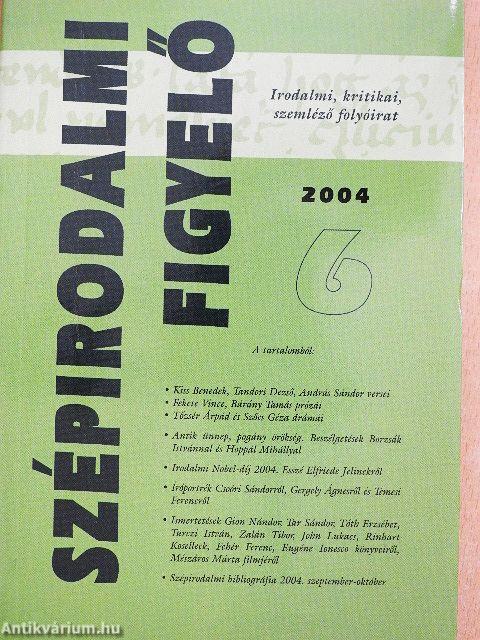 SZÉPIRODALMI
FIGYELŐ
Irodalmi, kritikai,
szemléző folyóirat
2004
6
A tartalomból:
• Kiss Benedek, Tandori Dezső, András Sándor versei
• Fekete Vince, Bárány Tamás prózái
• Tőzsér Árpád és Szőcs Géza drámái
• Antik ünnep, pogány örökség. Beszélgetések Borzsák
Istvánnal és Hoppál Mihállyal
• Irodalmi Nobel-díj 2004. Esszé Elfriede Jelinekről
• Íróportrék Csoóri Sándorról, Gergely Ágnesről és Temesi
Ferencről
• Ismertetések Gion Nándor, Tar Sándor, Tóth Erzsébet,
Turczi István, Zalán Tibor, John Lukacs, Rinhart
Koselleck, Fehér Ferenc, Eugéne Ionesco könyveiről,
Mészáros Márta filmjéről
• Szépirodalmi bibliográfia 2004. szeptember-október
Antikvárium.hu